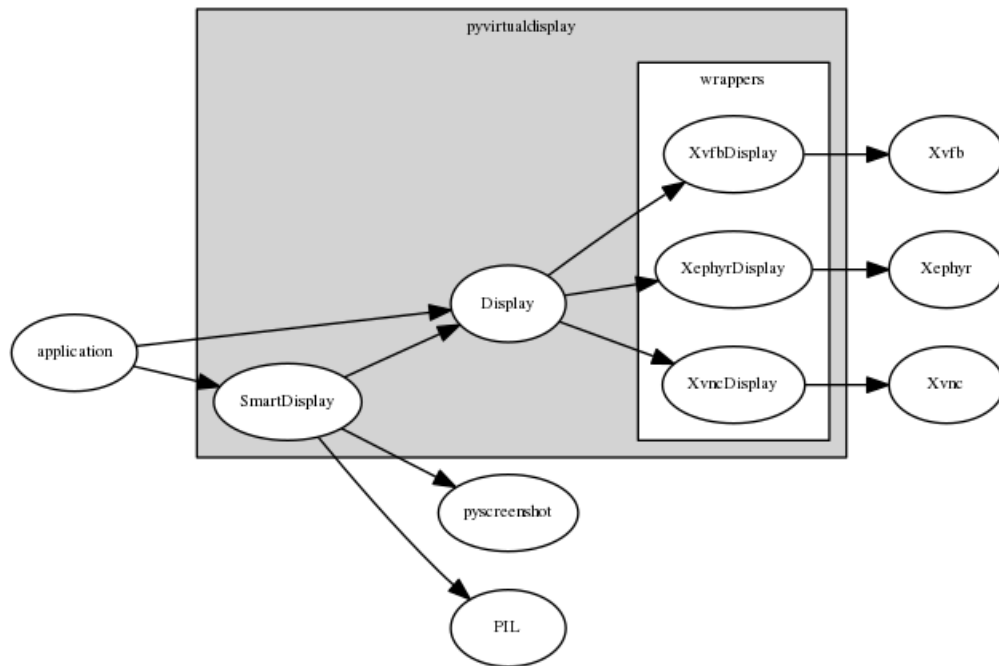 pyvirtualdisplay
wrappers
XvfbDisplay
Xvfb
XephyrDisplay
Xephyr
Display
application
XvncDisplay
Xvnc
SmartDisplay
pyscreenshot
PIL